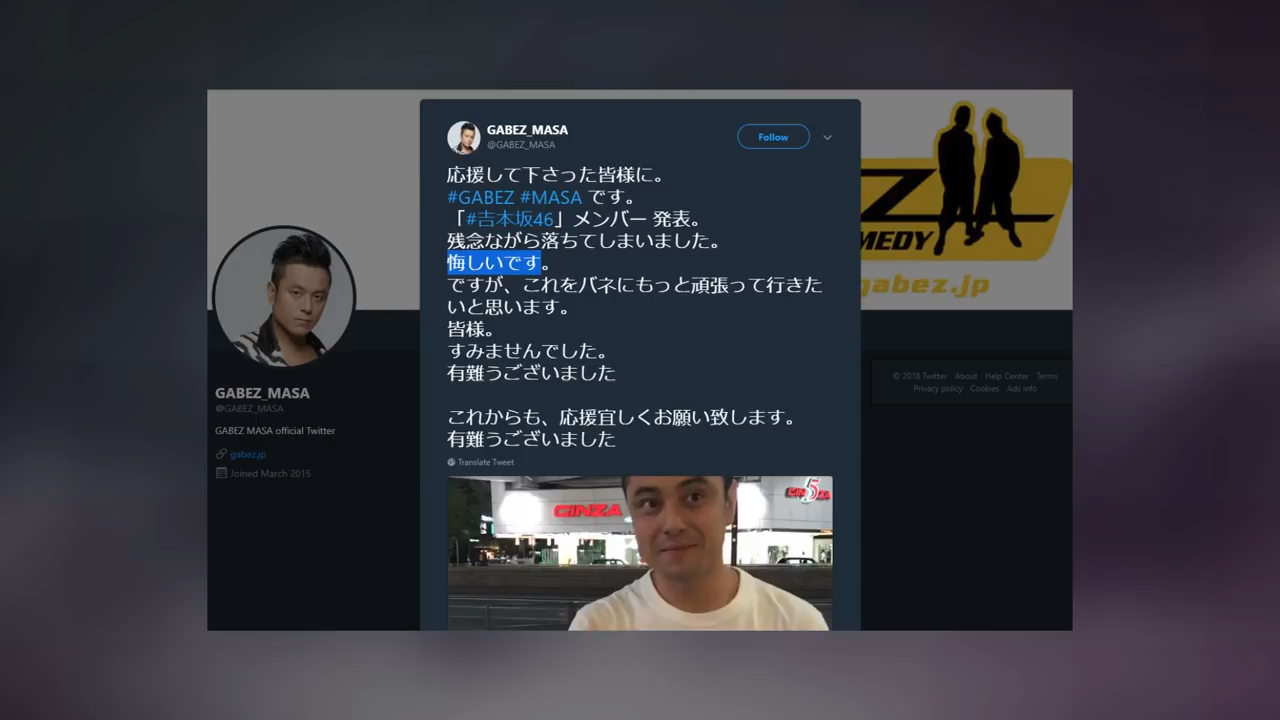 GABEZ_MASA
@GABEZ_MASA
Follow
応援して下さった皆様に。
#GABEZ #MASA です。
「#吉本坂46」メンバー 発表。
残念ながら落ちてしまいました。
悔しいです。
ですが、これをバネにもっと頑張って行きた
いと思います。
皆様。
すみませんでした。
有難うございました
これからも、応援宜しくお願い致します。
有難うございました
Translate Tweet
GINZA
GINZA 5
GABEZ_MASA
@GABEZ_MASA
GABEZ MASA official Twitter
gabez.jp
Joined March 2015
Z
MEDY
gabez.jp
© 2018 Twitter About Help Center Terms
Privacy policy Cookies Ads info